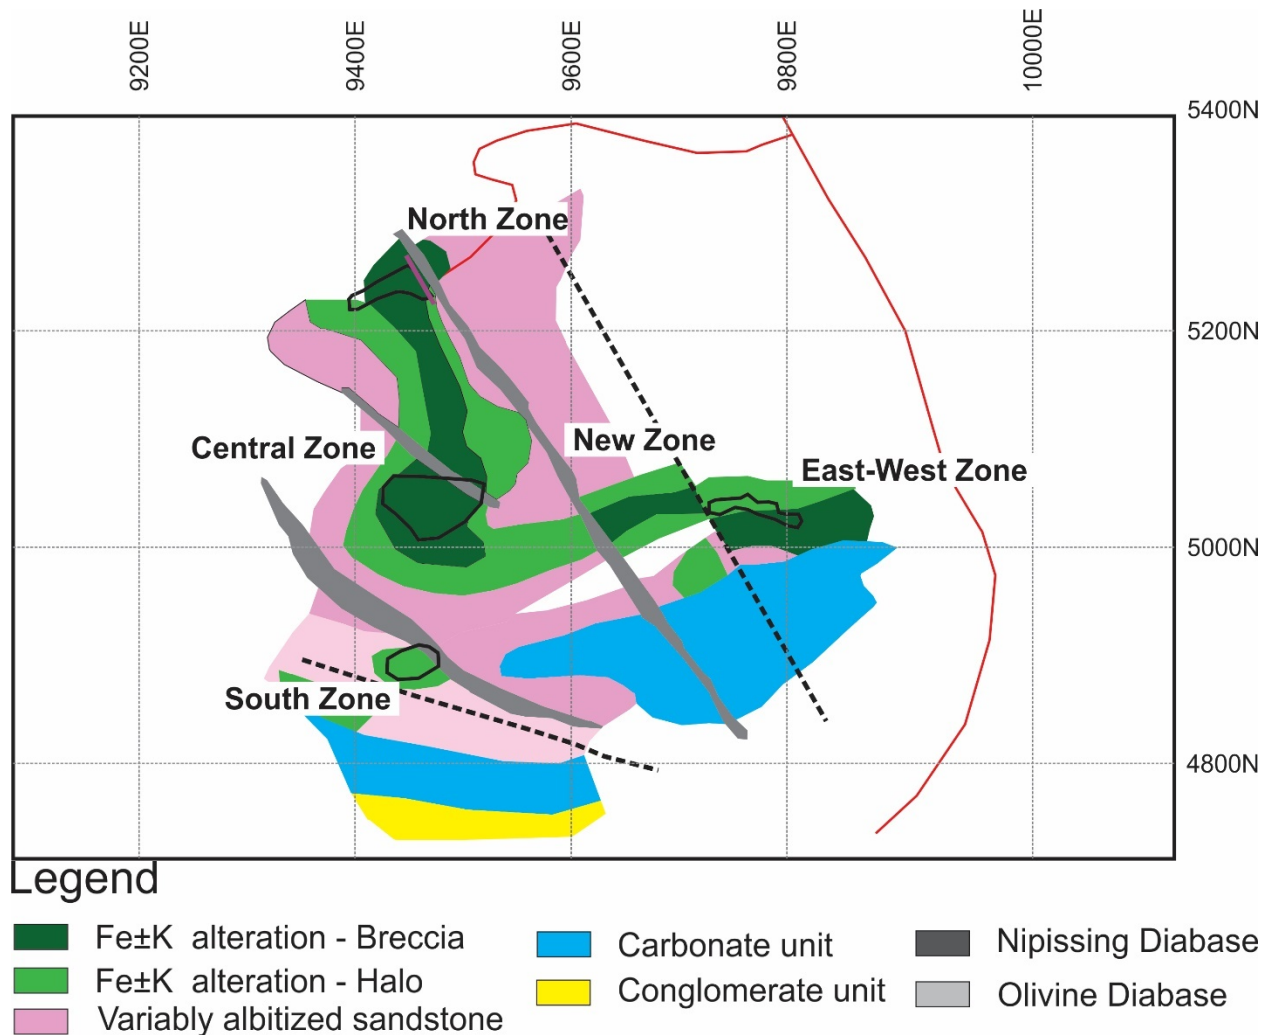 9200E
9400E
9600E
9800E
10000E
5400N
North Zone
5200N
Central Zone
New Zone
East-West Zone
5000N
South Zone
4800N
Legend
Fe±K alteration - Breccia
Fe±K alteration - Halo
Variably albitized sandstone
Carbonate unit
Conglomerate unit
Nipissing Diabase
Olivine Diabase